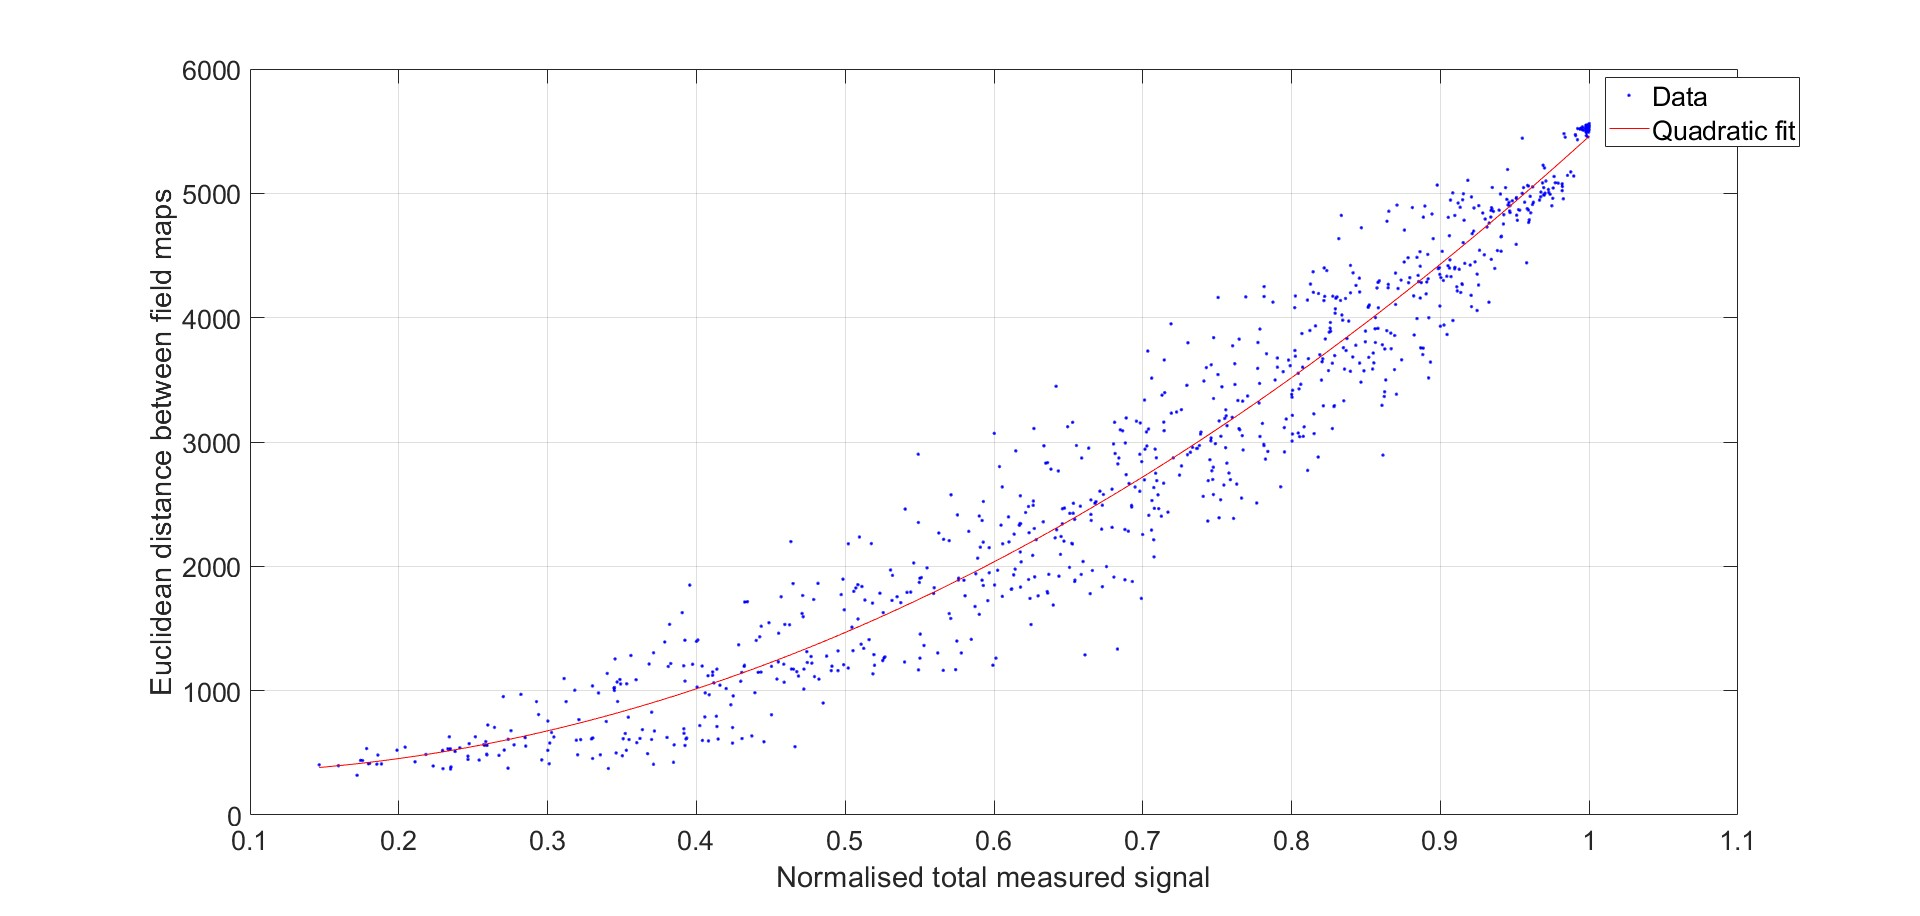 6000
5000
4000
3000
2000
1000
0
Euclidean distance between field maps
0.1 0.2 0.3 0.4 0.5 0.6 0.7 0.8 0.9 1 1.1
Normalised total measured signal
Data
Quadratic fit